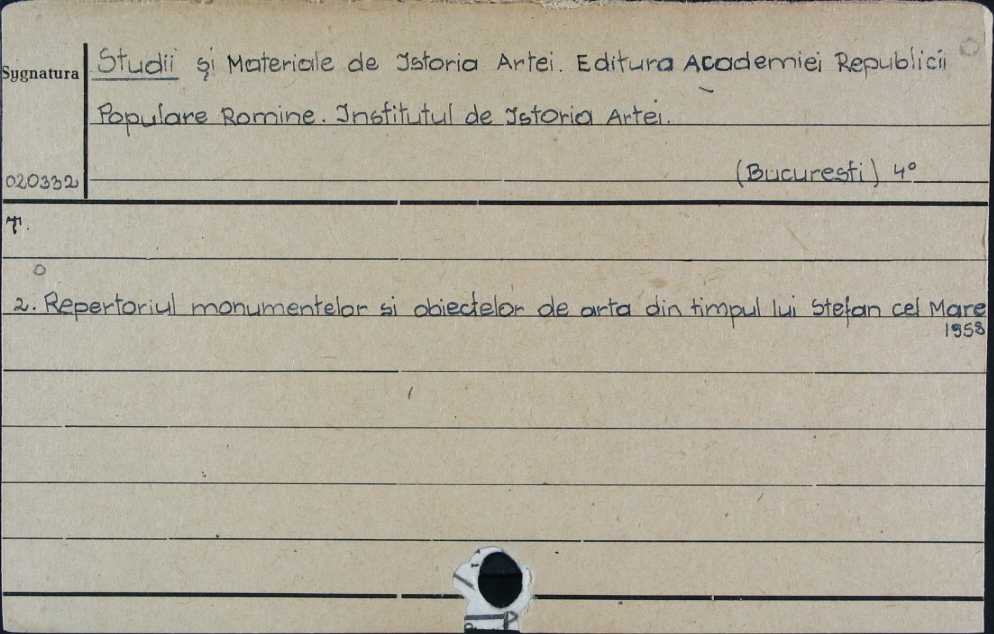 Sygnatura
Studii şi Materiale de Istoria Artei. Editura Academiei Republicii
Populare Romine. Institutul de Istoria Artei.
020332
(Bucuresti) 4°
T.
2. Repertoriul monumentelor si obiectelor de arta din timpul lui Stefan cel Mare
1958